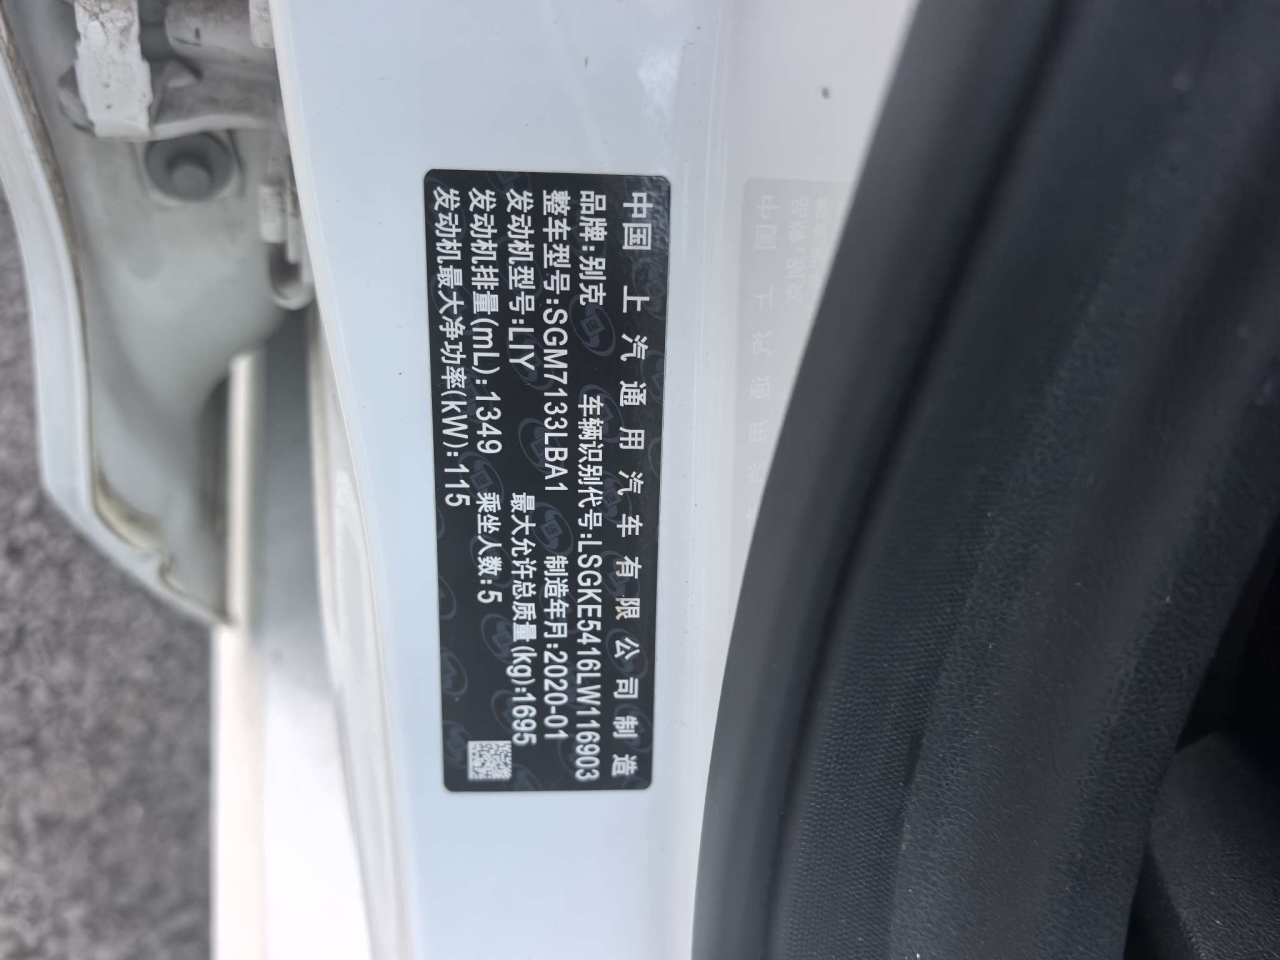 中国 上汽通用汽车有限公司制造
品牌:别克 车辆识别代号:LSGKE5416LW116903
整车型号:SGM7133LBA1 制造年月:2020-01
发动机型号:LIY 最大允许总质量(kg):1695
发动机排量(mL):1349 乘坐人数:5
发动机最大净功率(kW):115